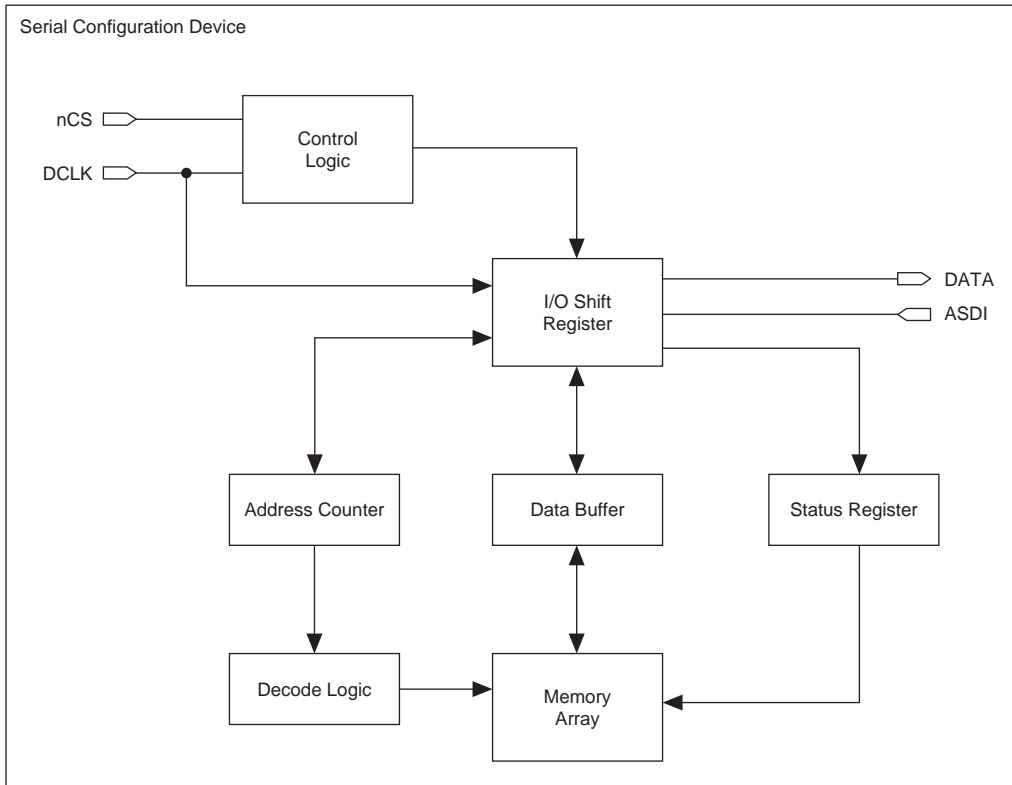 Serial Configuration Device
nCS
Control
Logic
DCLK
I/O Shift
Register
DATA
ASDI
Address Counter
Data Buffer
Status Register
Decode Logic
Memory
Array